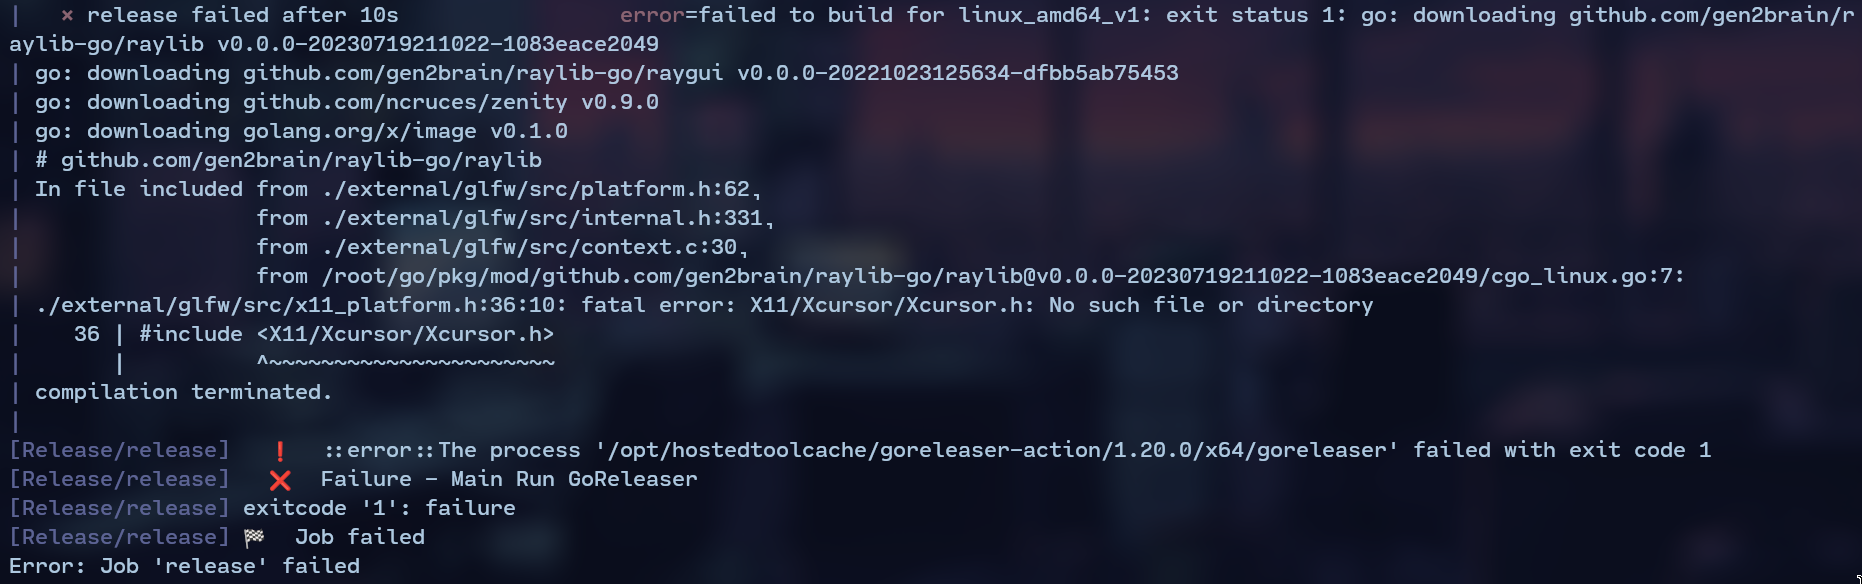 |   × release failed after 10s                 error=failed to build for linux_amd64_v1: exit status 1: go: downloading github.com/gen2brain/r
aylib-go/raylib v0.0.0-20230719211022-1083eace2049
| go: downloading github.com/gen2brain/raylib-go/raygui v0.0.0-20221023125634-dfbb5ab75453
| go: downloading github.com/ncruces/zenity v0.9.0
| go: downloading golang.org/x/image v0.1.0
| # github.com/gen2brain/raylib-go/raylib
| In file included from ./external/glfw/src/platform.h:62,
|                  from ./external/glfw/src/internal.h:331,
|                  from ./external/glfw/src/context.c:30,
|                  from /root/go/pkg/mod/github.com/gen2brain/raylib-go/raylib@v0.0.0-20230719211022-1083eace2049/cgo_linux.go:7:
| ./external/glfw/src/x11_platform.h:36:10: fatal error: X11/Xcursor/Xcursor.h: No such file or directory
|    36 | #include <X11/Xcursor/Xcursor.h>
|       |          ^~~~~~~~~~~~~~~~~~~~~~~
| compilation terminated.
|
[Release/release]   ❗  ::error::The process '/opt/hostedtoolcache/goreleaser-action/1.20.0/x64/goreleaser' failed with exit code 1
[Release/release]   ❌  Failure - Main Run GoReleaser
[Release/release] exitcode '1': failure
[Release/release] 🏁  Job failed
Error: Job 'release' failed